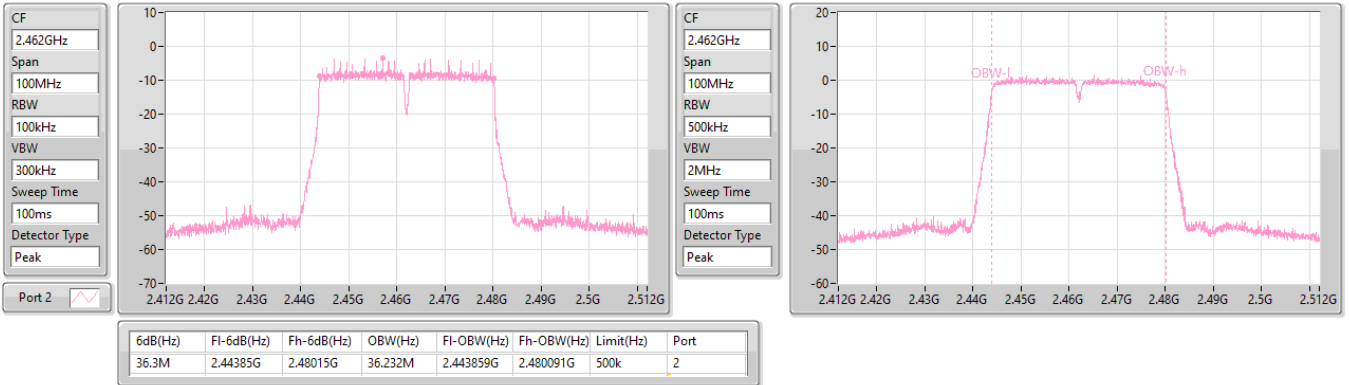 CF
2.462GHz
Span
100MHz
RBW
100kHz
VBW
300kHz
Sweep Time
100ms
Detector Type
Peak
Port 2
10
0
-10
-20
-30
-40
-50
-60
-70
2.412G 2.42G 2.43G 2.44G 2.45G 2.46G 2.47G 2.48G 2.49G 2.5G 2.512G
CF
2.462GHz
Span
100MHz
RBW
500kHz
VBW
2MHz
Sweep Time
100ms
Detector Type
Peak
20
10
0
-10
-20
-30
-40
-50
-60
OBW-l OBW-h
2.412G 2.42G 2.43G 2.44G 2.45G 2.46G 2.47G 2.48G 2.49G 2.5G 2.512G
6dB(Hz) Fl-6dB(Hz) Fh-6dB(Hz) OBW(Hz) Fl-OBW(Hz) Fh-OBW(Hz) Limit(Hz) Port
36.3M 2.44385G 2.48015G 36.232M 2.443859G 2.480091G 500k 2